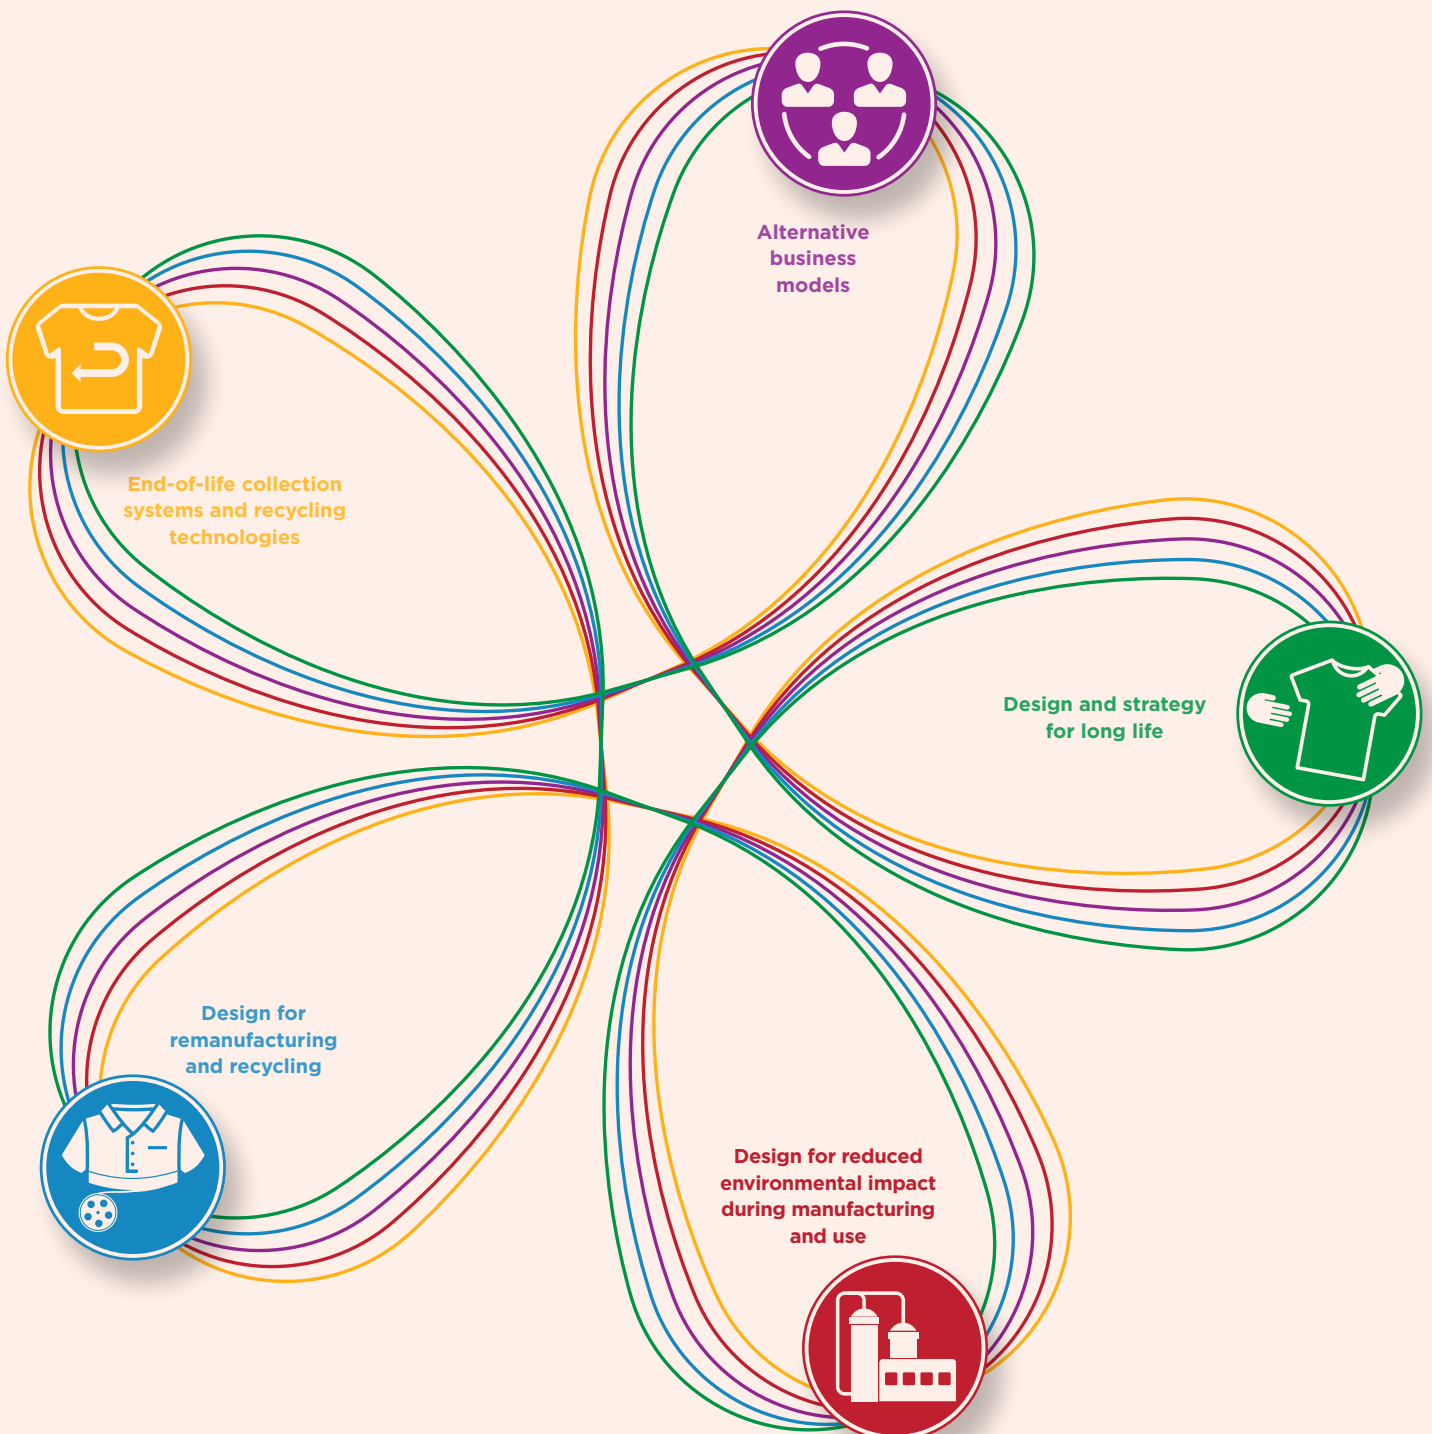 Alternative
business
models
End-of-life collection
systems and recycling
technologies
Design and strategy
for long life
Design for
remanufacturing
and recycling
Design for reduced
environmental impact
during manufacturing
and use